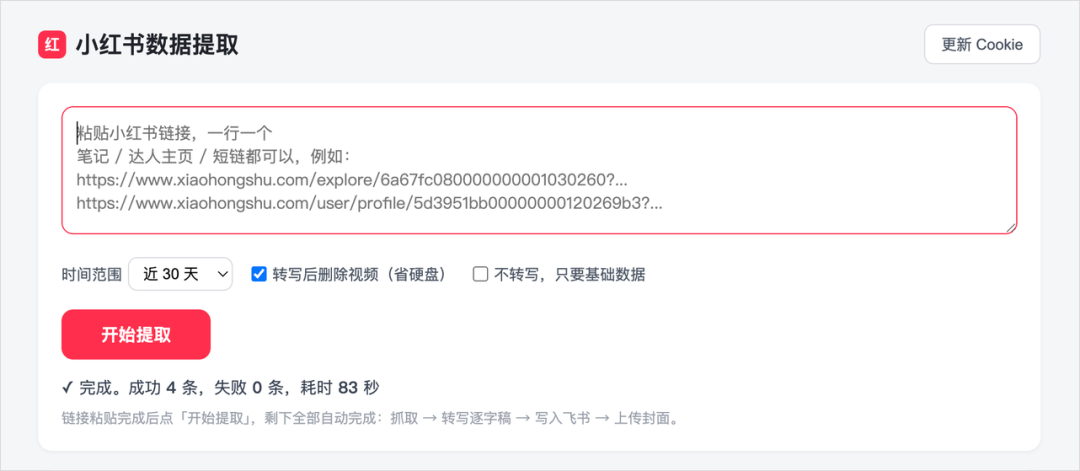 红 小红书数据提取
更新 Cookie
粘贴小红书链接，一行一个
笔记 / 达人主页 / 短链都可以，例如：
https://www.xiaohongshu.com/explore/6a67fc080000000001030260?...
https://www.xiaohongshu.com/user/profile/5d3951bb00000000120269b3?...
时间范围 近 30 天 转写后删除视频（省硬盘） 不转写，只要基础数据
开始提取
✓ 完成。成功 4 条，失败 0 条，耗时 83 秒
链接粘贴完成后点「开始提取」，剩下全部自动完成：抓取 → 转写逐字稿 → 写入飞书 → 上传封面。